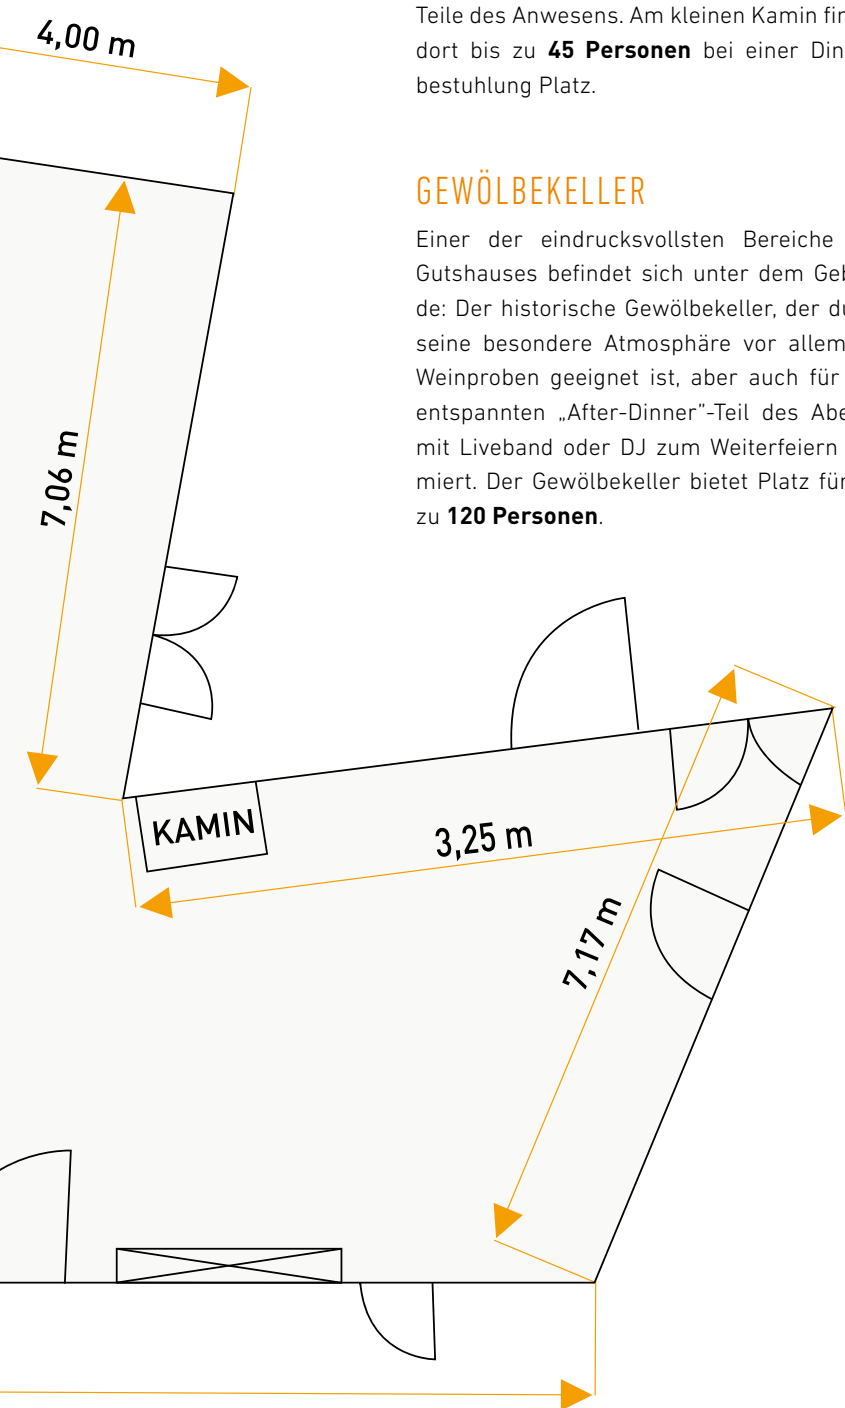 4,00 m
Teile des Anwesens. Am kleinen Kamin fin
dort bis zu 45 Personen bei einer Din
bestuhlung Platz.
GEWÖLBEKELLER
Einer der eindrucksvollsten Bereiche
Gutshauses befindet sich unter dem Geb
de: Der historische Gewölbekeller, der du
seine besondere Atmosphäre vor allem
Weinproben geeignet ist, aber auch für
entspannten „After-Dinner”-Teil des Abe
mit Liveband oder DJ zum Weiterfeiern
miert. Der Gewölbekeller bietet Platz für
zu 120 Personen.
7,06 m
KAMIN
3,25 m
7,17 m